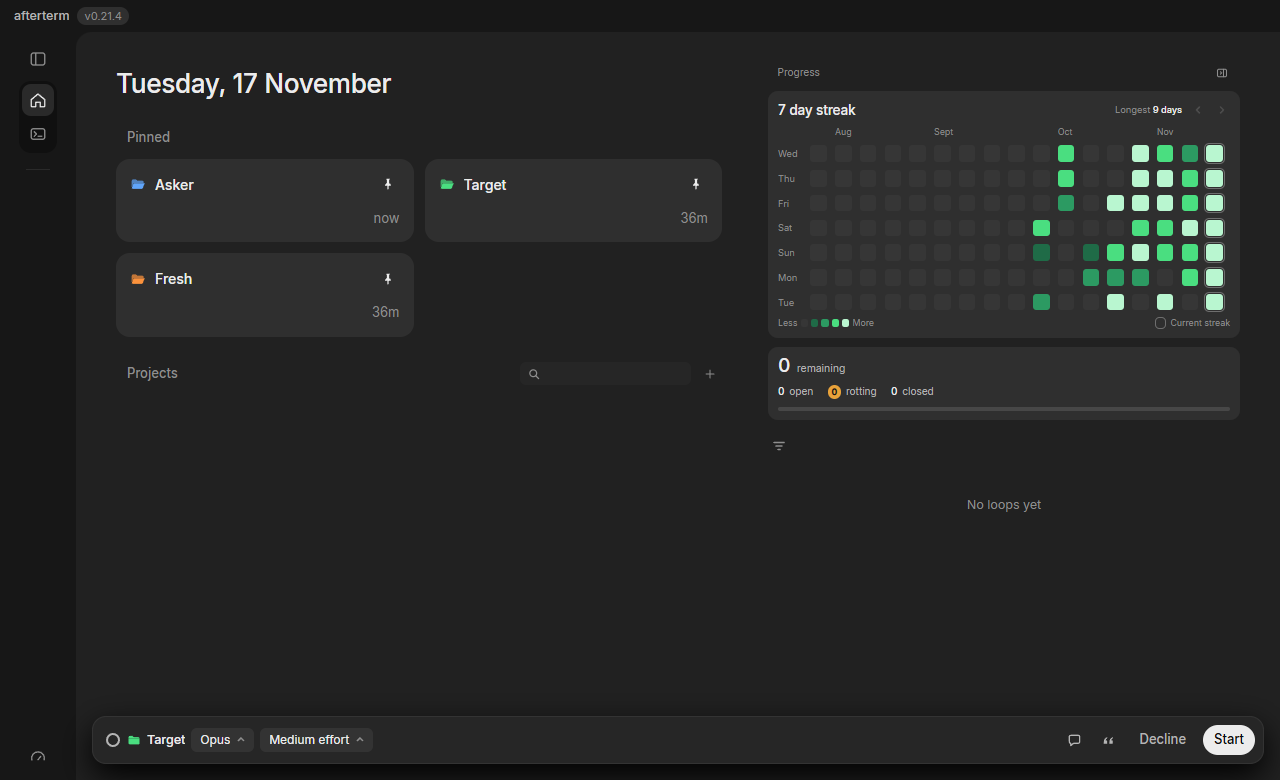 afterterm v0.21.4
Tuesday, 17 November
Pinned
Asker
now
Target
36m
Fresh
36m
Projects
Progress
7 day streak
Longest 9 days
Aug Sept Oct Nov
Wed
Thu
Fri
Sat
Sun
Mon
Tue
Less More
Current streak
0 remaining
0 open 0 rotting 0 closed
No loops yet
Target Opus Medium effort
Decline Start